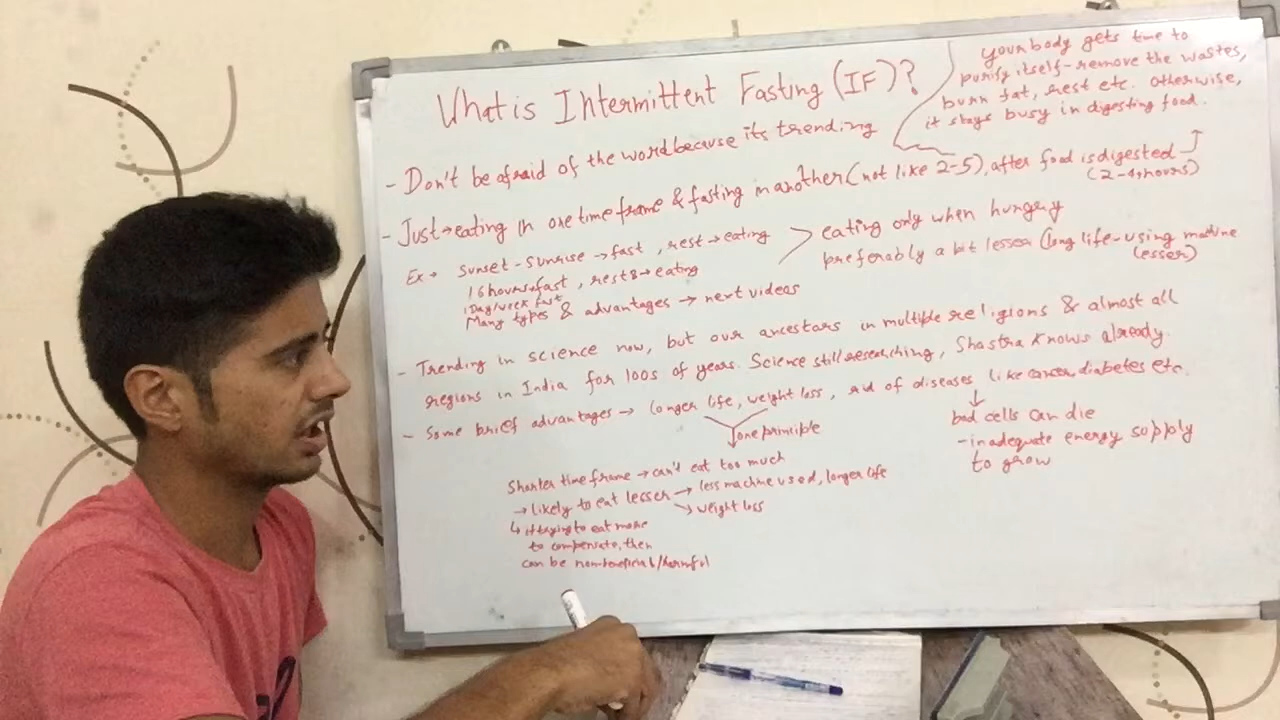 What is Intermittent Fasting (IF)?
your body gets time to
purify itself - remove the wastes,
burn fat, rest etc. Otherwise,
it stays busy in digesting food.
- Don't be afraid of the word because its trending
- Just → eating in one time frame & fasting in another (not like 2-5), after food is digested
(2-4 hours)
Ex → Sunset - Sunrise → fast, rest → eating
16 hours → fast, rest 8 → eating
1 Day/week fast
Many types & advantages → next videos
eating only when hungry
preferably a bit lesser (long life - using machine
lesser)
- Trending in science now, but our ancestors in multiple religions & almost all
regions in India for 100s of years. Science still researching, Shastra knows already.
- Some brief advantages → longer life, weight loss, rid of diseases like cancer, diabetes etc.
one principle
bad cells can die
- inadequate energy supply
to grow
Shorter time frame → can't eat too much
→ likely to eat lesser → less machine used, longer life
→ weight loss
↳ if trying to eat more
to compensate, then
can be non-beneficial/harmful